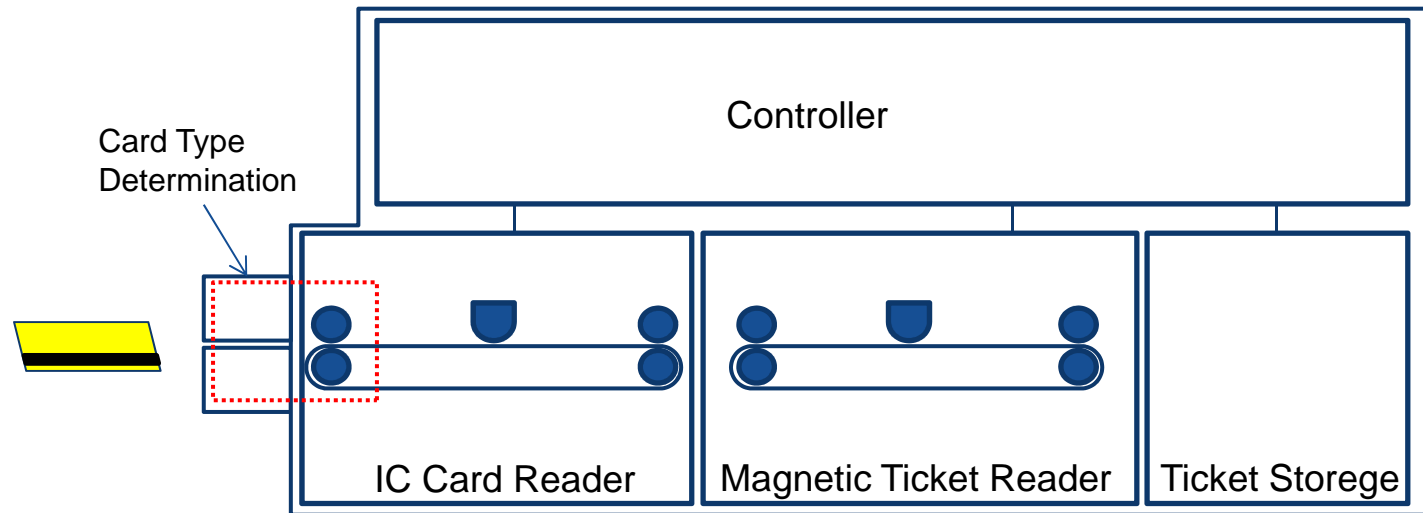 Controller
Card Type
Determination
IC Card Reader
Magnetic Ticket Reader
Ticket Storege